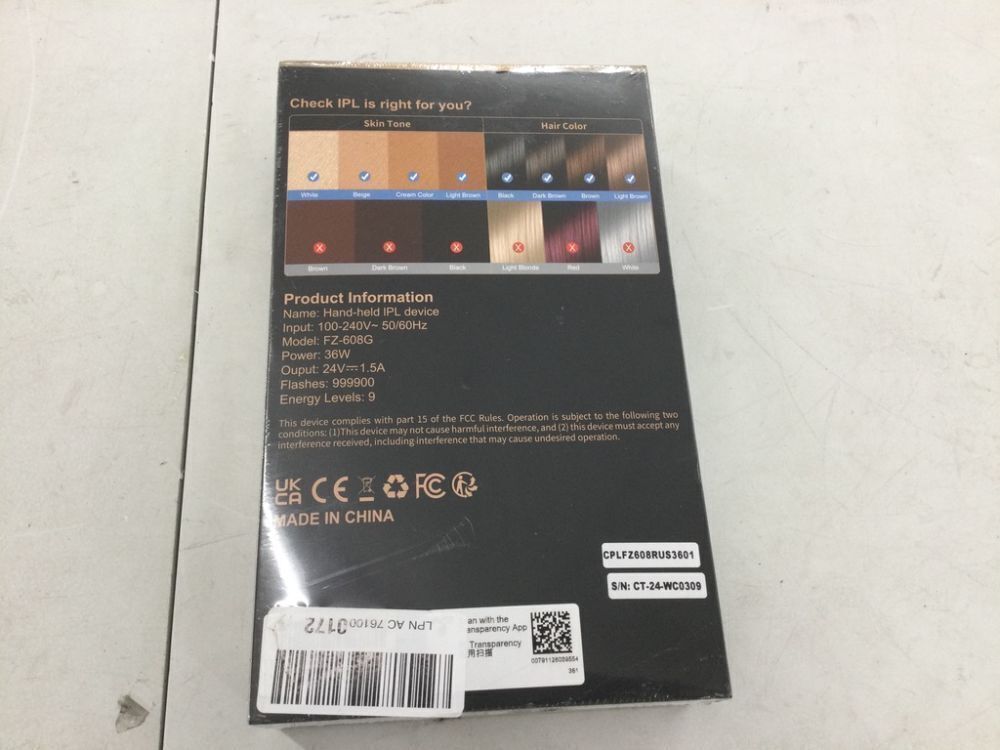 Check IPL is right for you?
Skin Tone
Hair Color
White Beige Cream Color Light Brown Black Dark Brown Brown Light Brown
Brown Dark Brown Black Light Blonde Red White
Product Information
Name: Hand-held IPL device
Input: 100-240V~ 50/60Hz
Model: FZ-608G
Power: 36W
Ouput: 24V⎓1.5A
Flashes: 999900
Energy Levels: 9
This device complies with part 15 of the FCC Rules. Operation is subject to the following two
conditions: (1)This device may not cause harmful interference, and (2) this device must accept any
interference received, including interference that may cause undesired operation.
UK
CA CE FC
MADE IN CHINA
CPLFZ608RUS3601
S/N: CT-24-WC0309
LPN AC 761000172
an with the
ansparency App
Transparency
用扫描
00791126089554
361